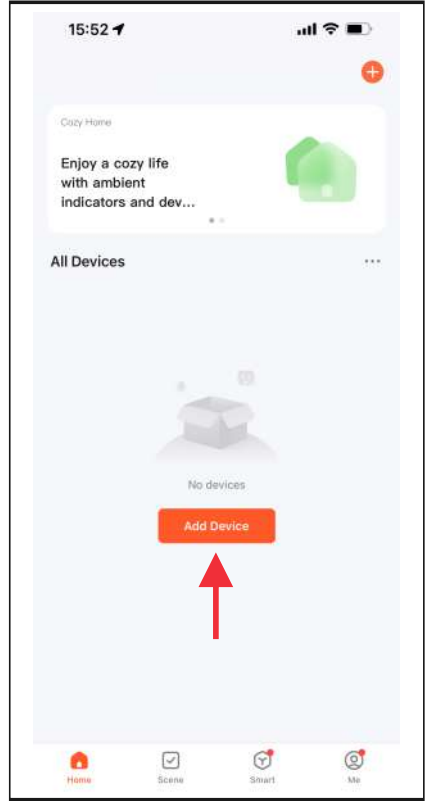 15:52
Cozy Home
Enjoy a cozy life
with ambient
indicators and dev...
All Devices
No devices
Add Device
Home
Scene
Smart
Me